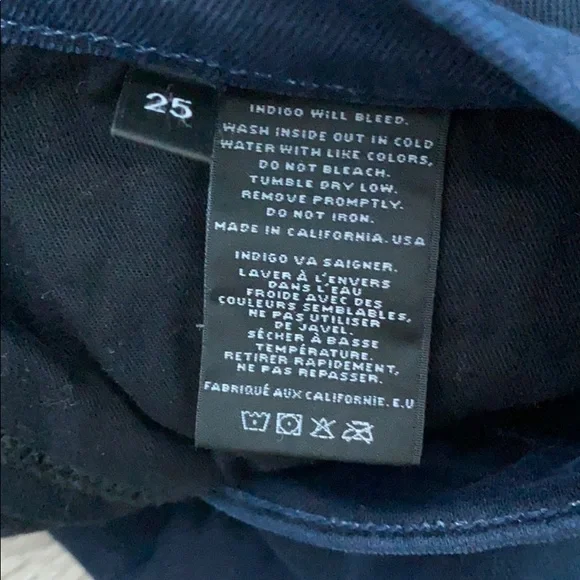 25
INDIGO WILL BLEED.
WASH INSIDE OUT IN COLD
WATER WITH LIKE COLORS,
DO NOT BLEACH.
TUMBLE DRY LOW.
REMOVE PROMPTLY.
DO NOT IRON.
MADE IN CALIFORNIA. USA
INDIGO VA SAIGNER.
LAVER À L'ENVERS
DANS L'EAU
FROIDE AVEC DES
COULEURS SEMBLABLES,
NE PAS UTILISER
DE JAVEL.
SÉCHER À BASSE
TEMPÉRATURE.
RETIRER RAPIDEMENT,
NE PAS REPASSER.
FABRIQUÉ AUX CALIFORNIE. E.U